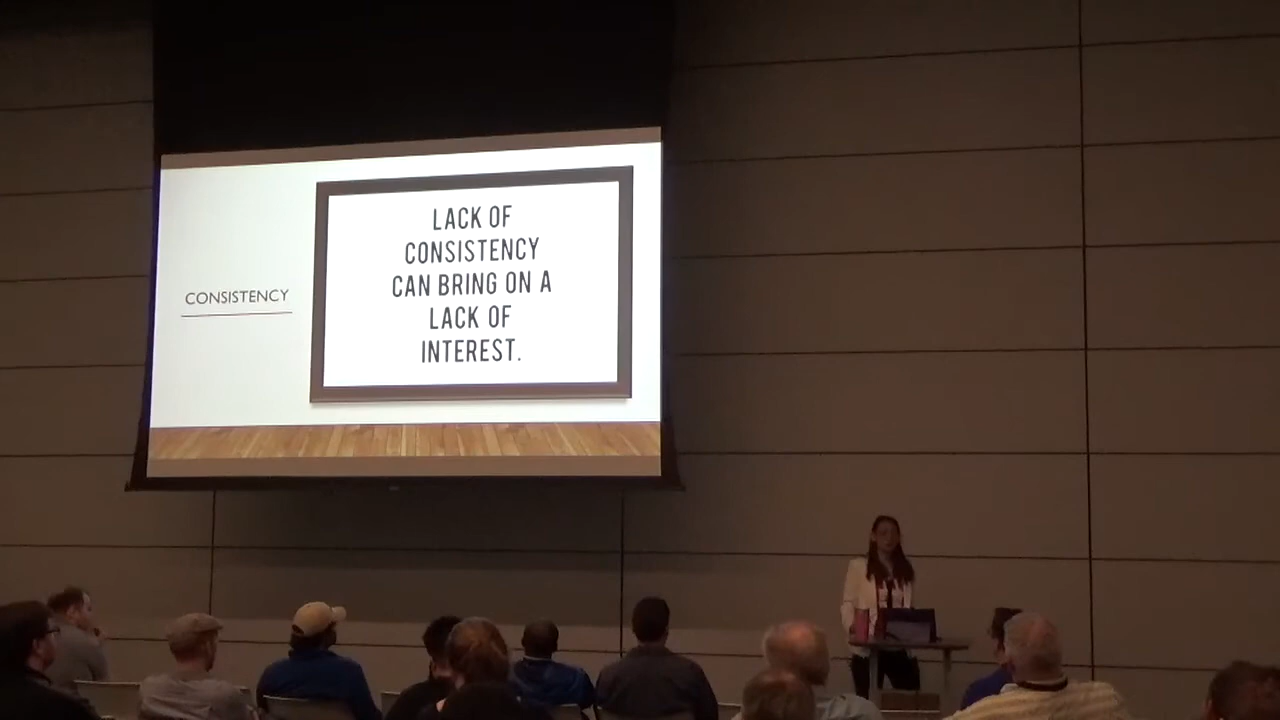 CONSISTENCY
LACK OF
CONSISTENCY
CAN BRING ON A
LACK OF
INTEREST.